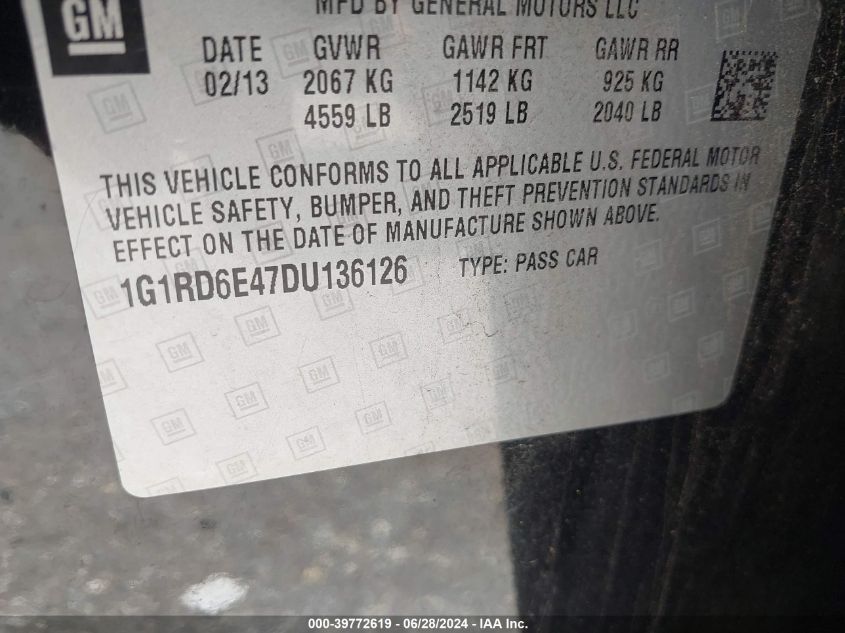 GM
MFD BY GENERAL MOTORS LLC
DATE GVWR GAWR FRT GAWR RR
02/13 2067 KG 1142 KG 925 KG
4559 LB 2519 LB 2040 LB
THIS VEHICLE CONFORMS TO ALL APPLICABLE U.S. FEDERAL MOTOR
VEHICLE SAFETY, BUMPER, AND THEFT PREVENTION STANDARDS IN
EFFECT ON THE DATE OF MANUFACTURE SHOWN ABOVE.
1G1RD6E47DU136126 TYPE: PASS CAR
000-39772619 / 06/28/2024 - IAA Inc.